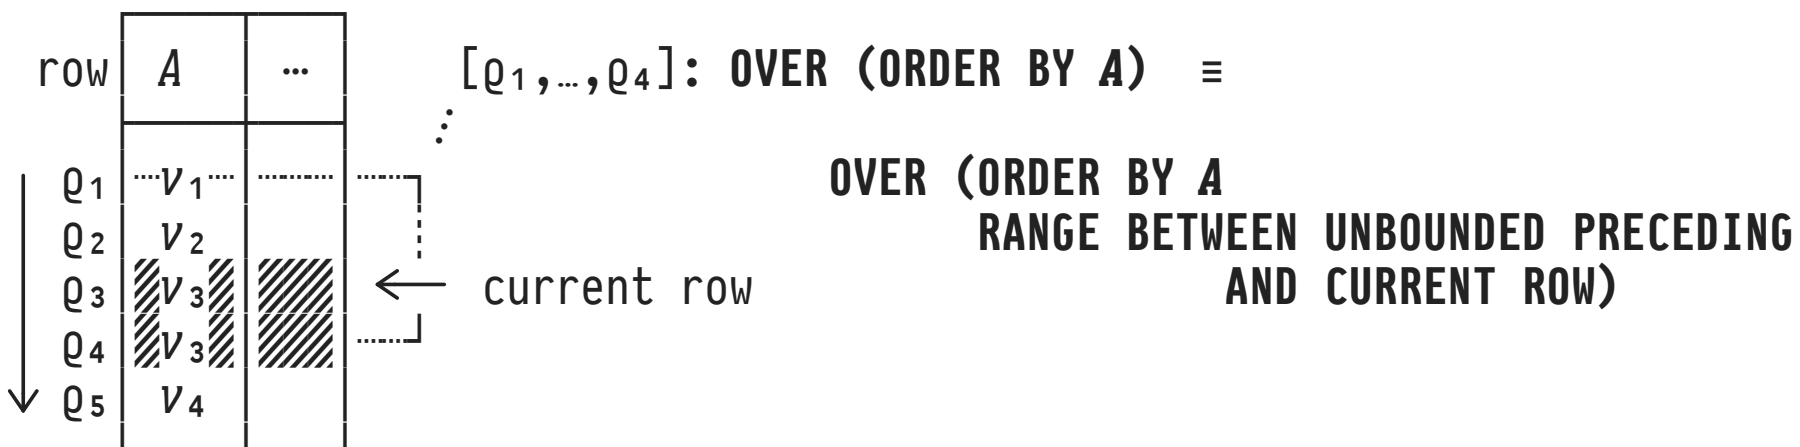 row A … [ϱ₁,…,ϱ₄]: OVER (ORDER BY A) ≡
ϱ₁ v₁ OVER (ORDER BY A
ϱ₂ v₂ RANGE BETWEEN UNBOUNDED PRECEDING
ϱ₃ v₃ current row AND CURRENT ROW)
ϱ₄ v₃
ϱ₅ v₄